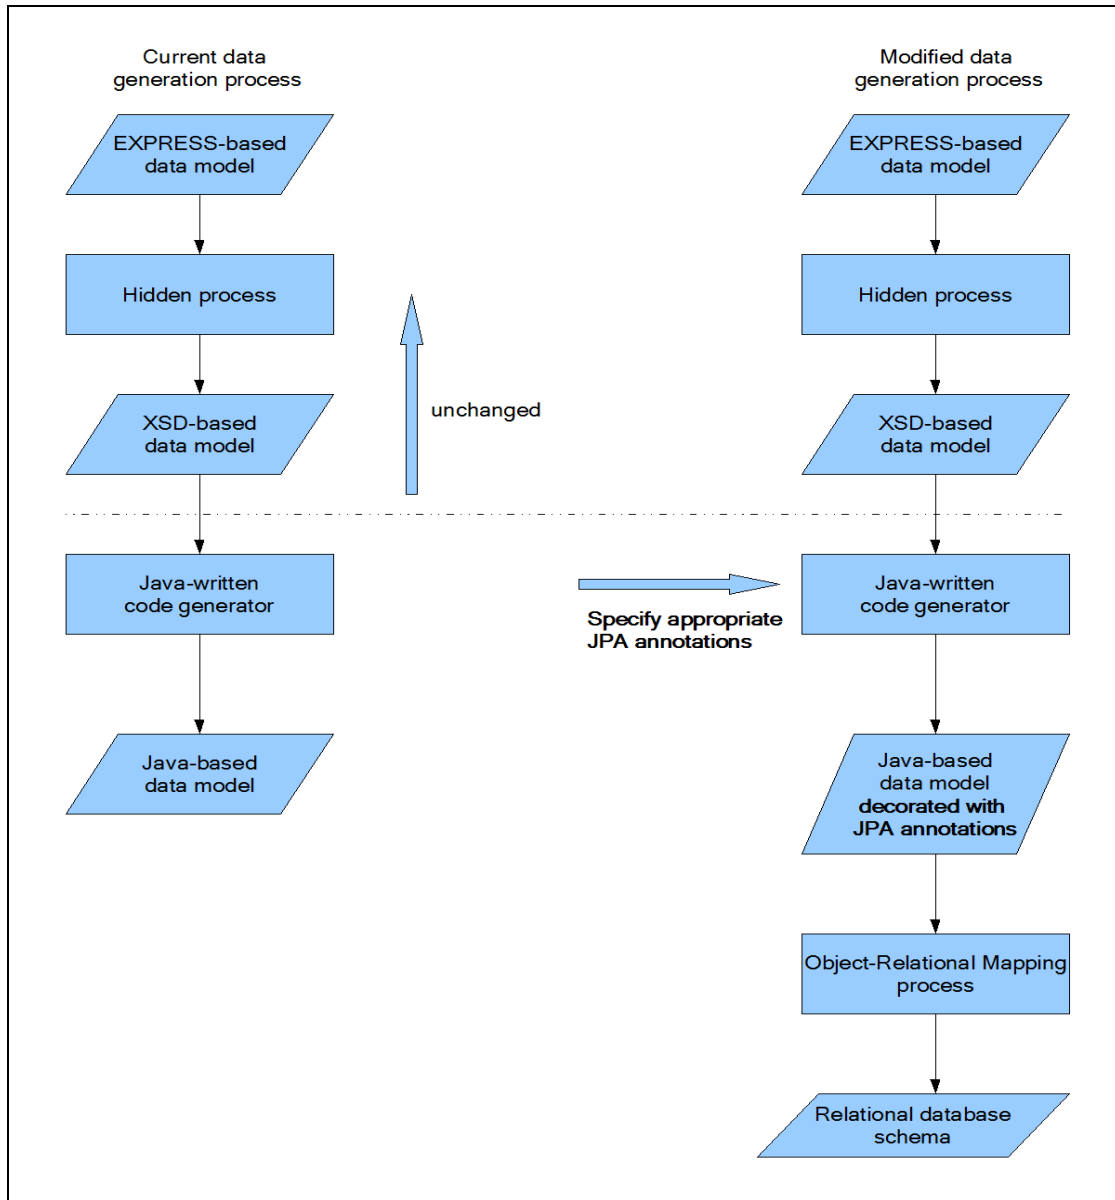 Current data
generation process
EXPRESS-based
data model
Hidden process
XSD-based
data model
Java-written
code generator
Java-based
data model
unchanged
Specify appropriate
JPA annotations
Modified data
generation process
EXPRESS-based
data model
Hidden process
XSD-based
data model
Java-written
code generator
Java-based
data model
decorated with
JPA annotations
Object-Relational Mapping
process
Relational database
schema